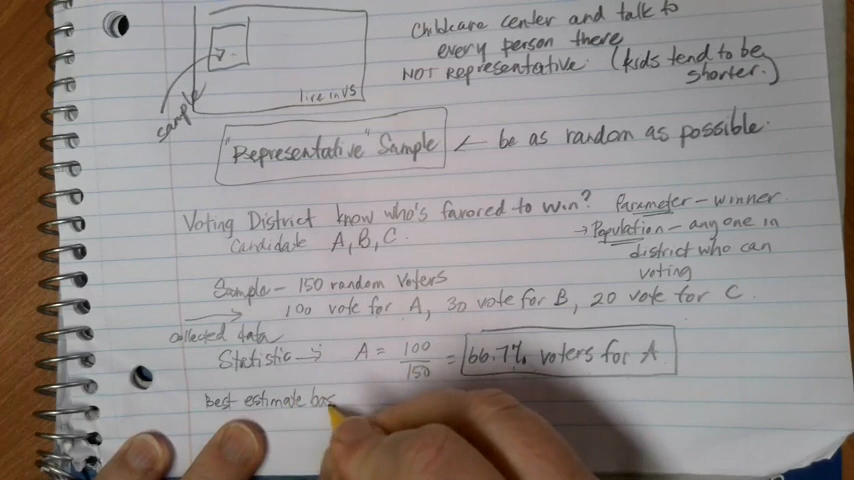 Childcare center and talk to
every person there
NOT Representative. (kids tend to be
shorter.)
live in US
sample
"Representative" Sample ← be as random as possible.
Voting District know who's favored to win? Parameter - winner
Candidate A, B, C.
→ Population - anyone in
district who can
voting
Sample - 150 random voters
100 vote for A, 30 vote for B, 20 vote for C.
collected data
Statistic → A = 100/150 = 66.7% voters for A
best estimate bas